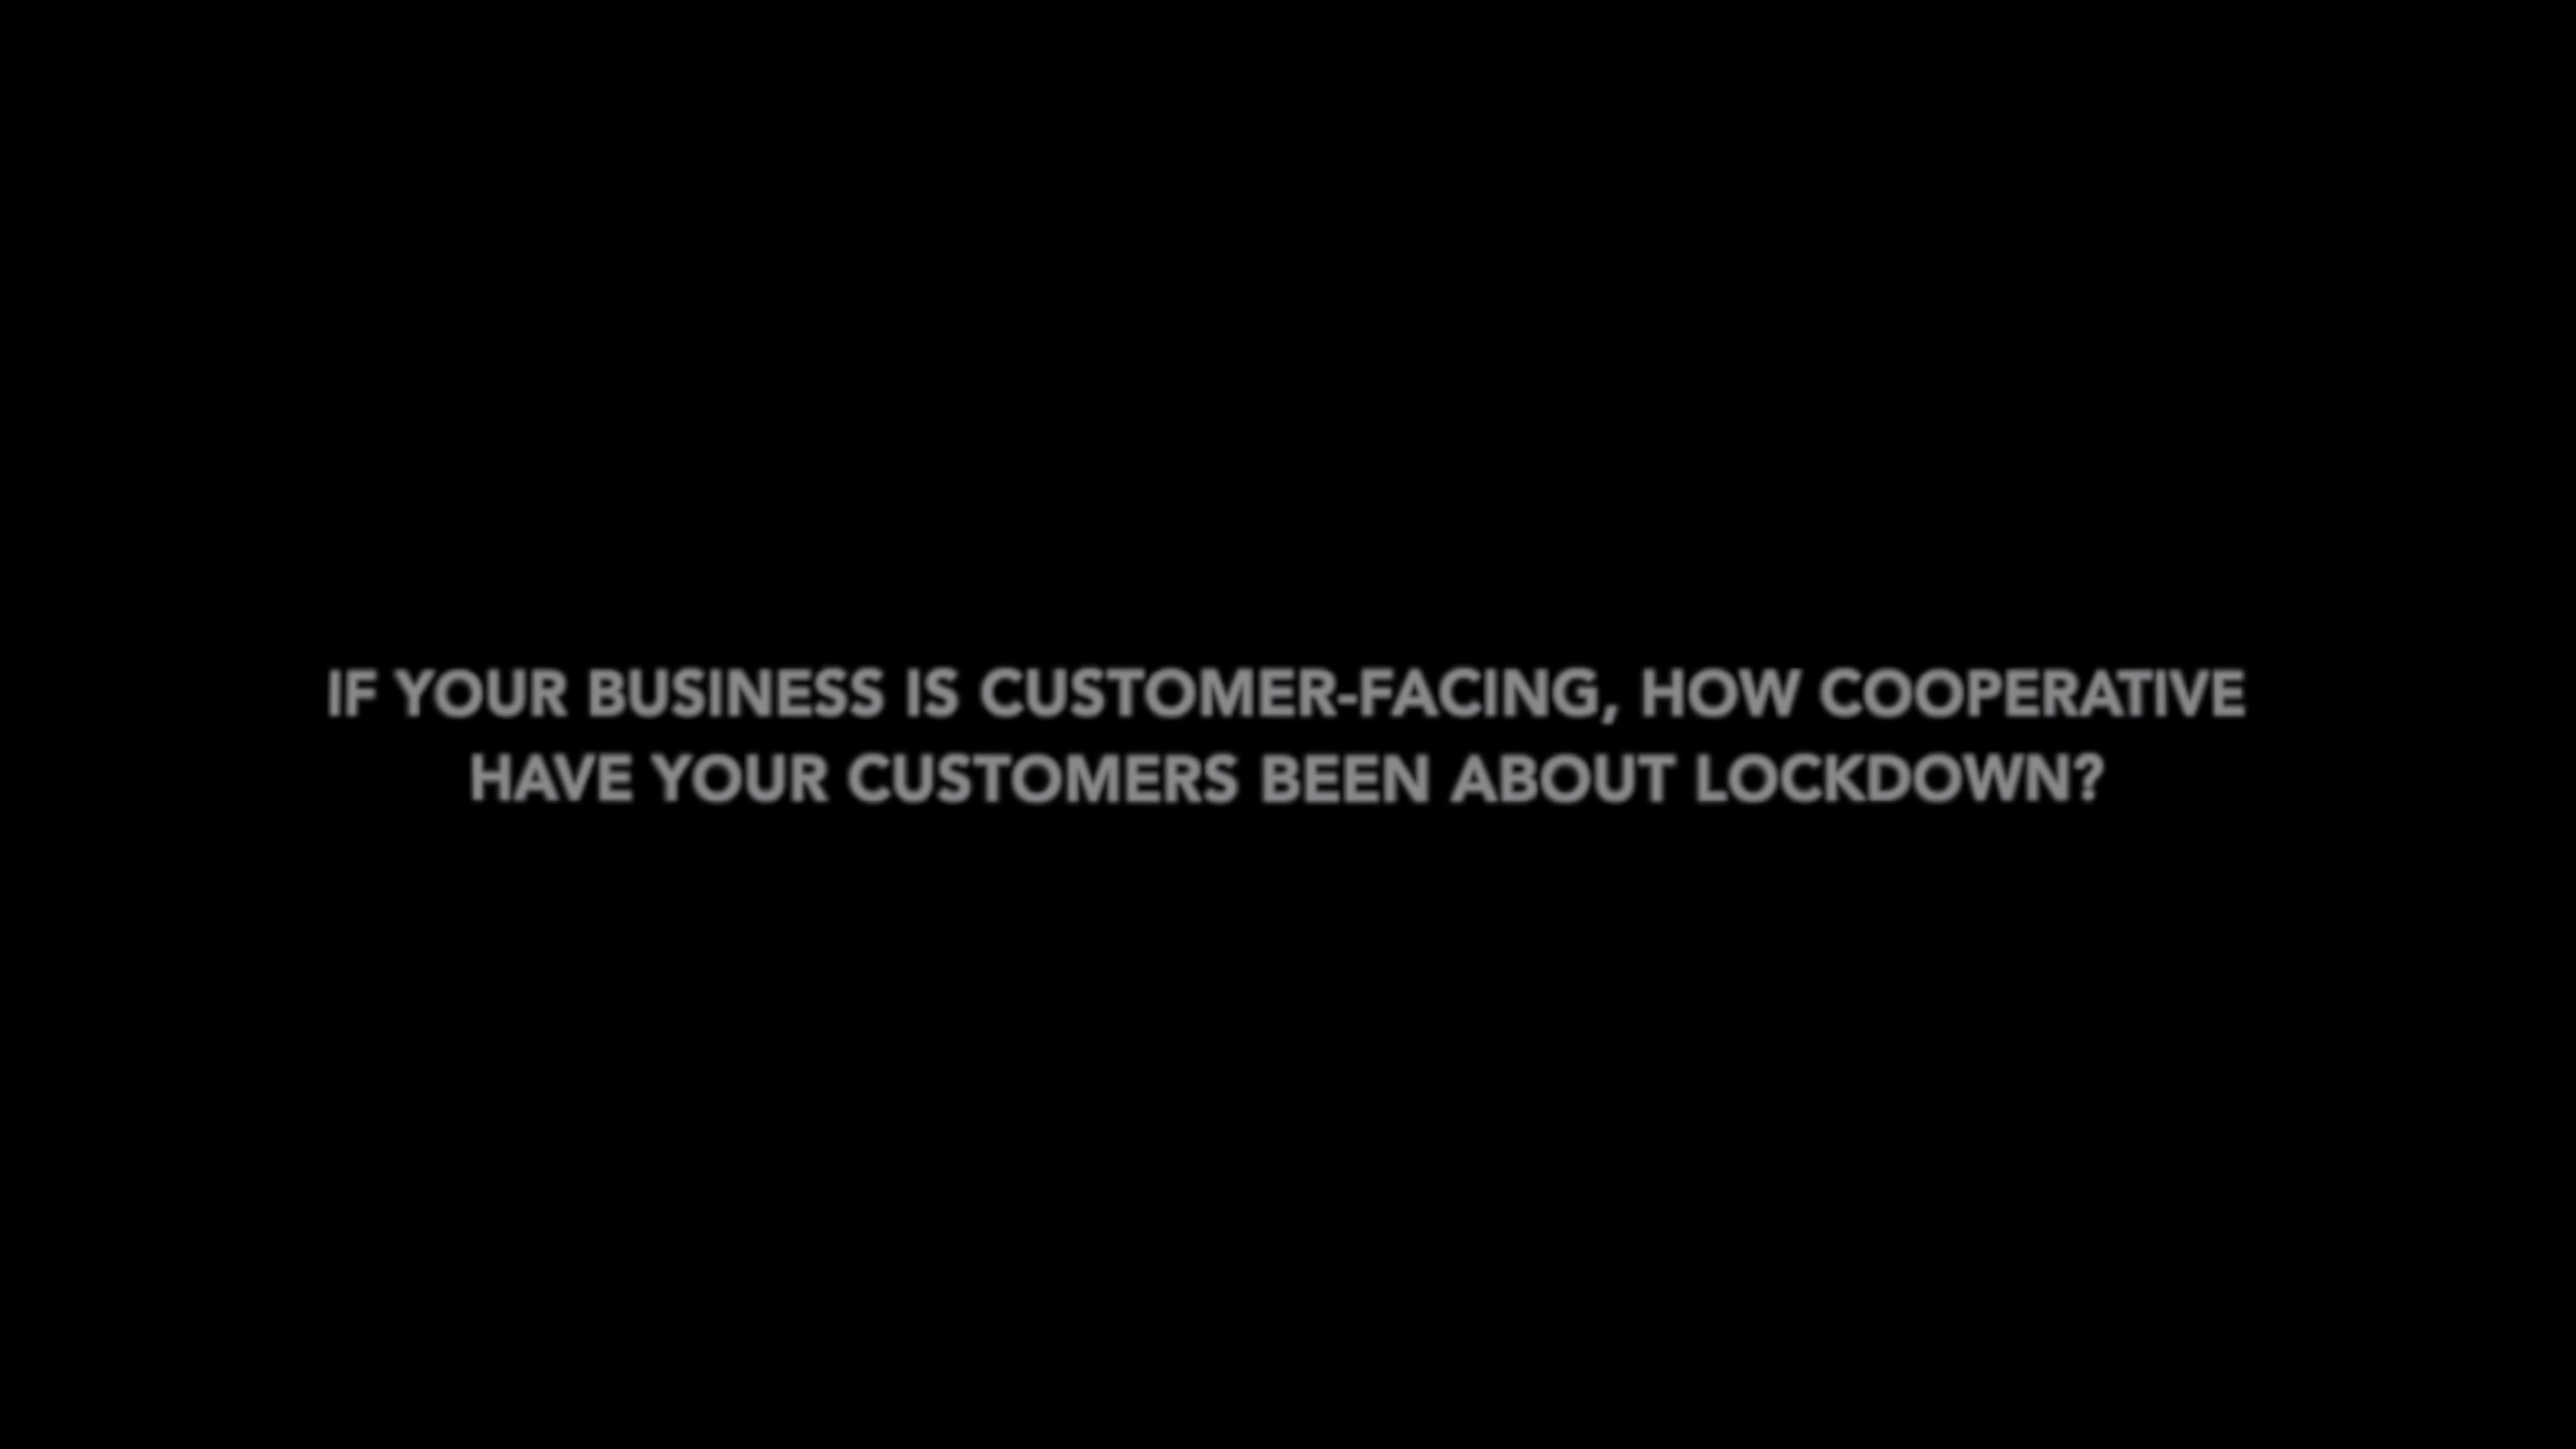 IF YOUR BUSINESS IS CUSTOMER-FACING, HOW COOPERATIVE
HAVE YOUR CUSTOMERS BEEN ABOUT LOCKDOWN?